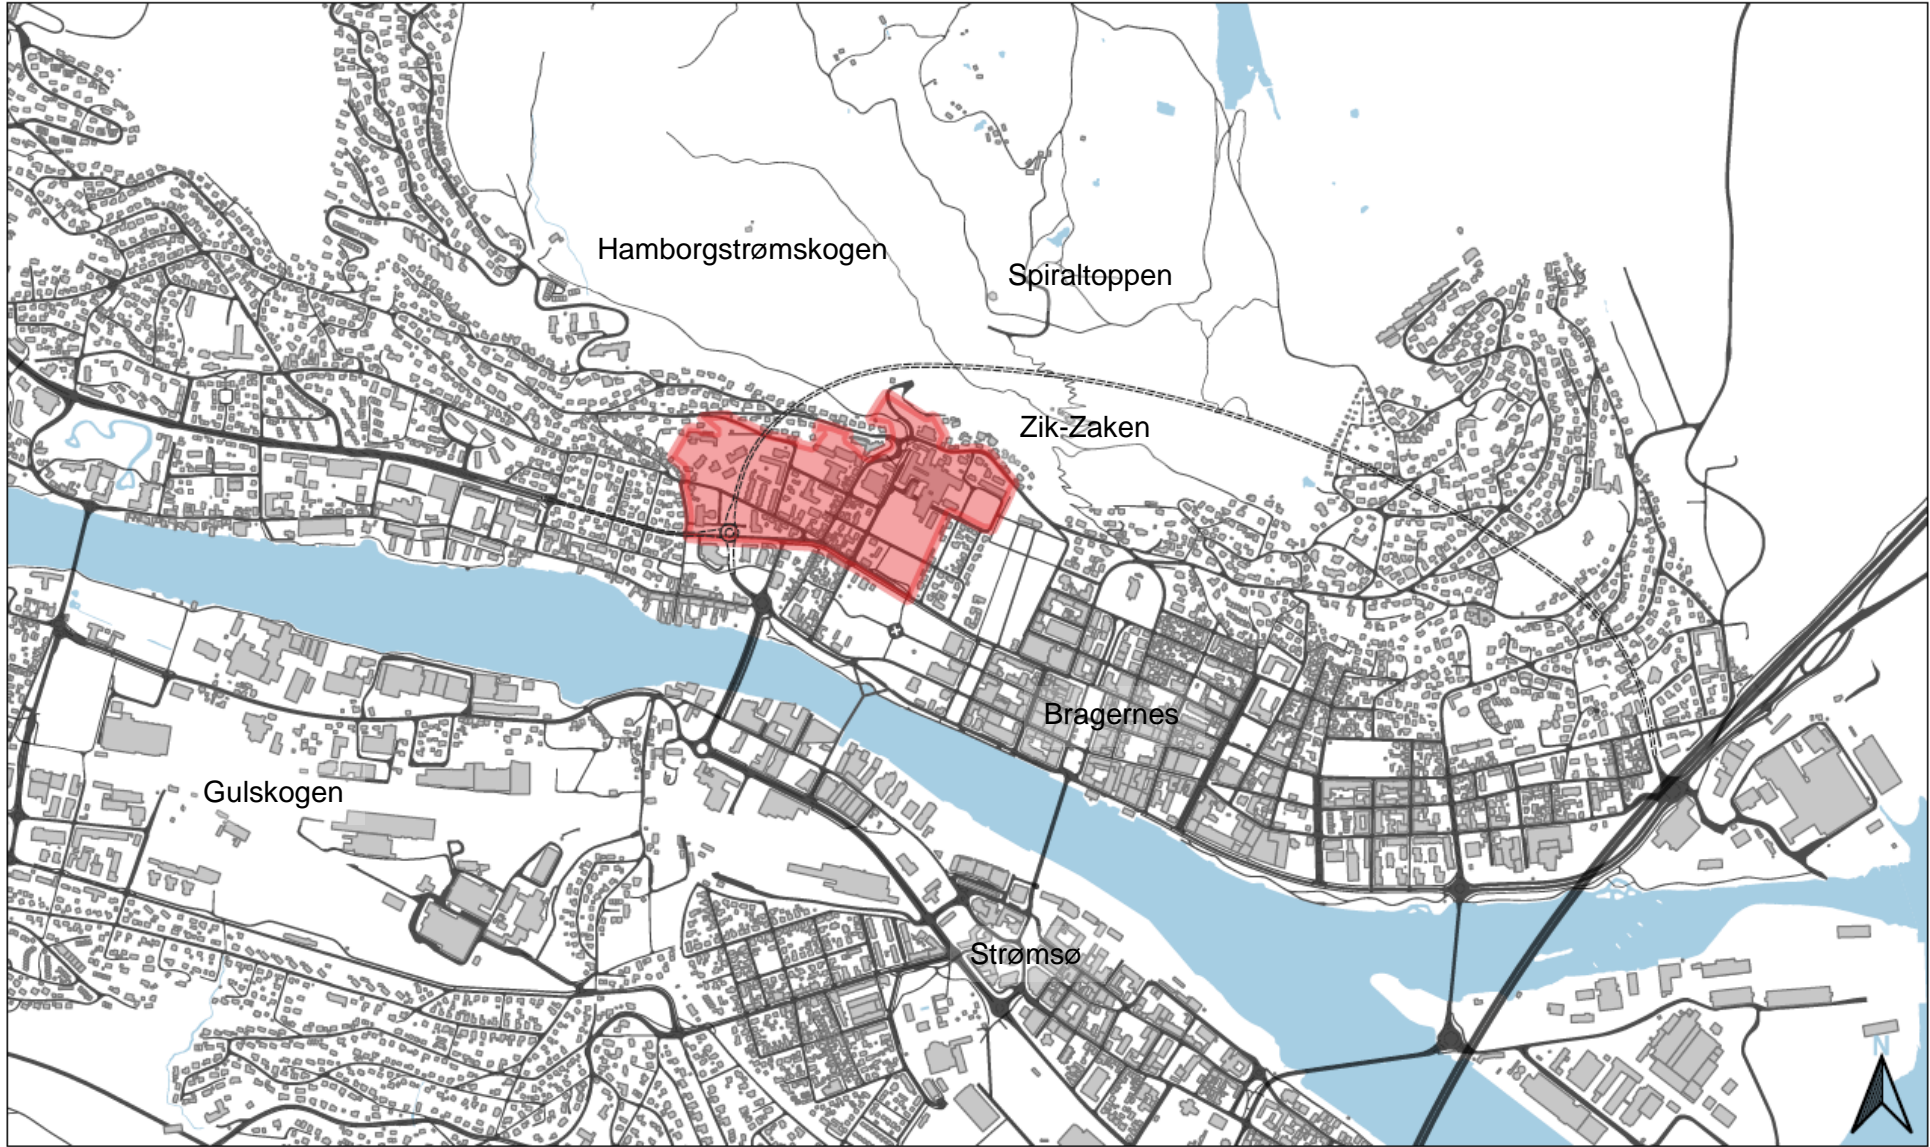 Hamborgstrømskogen
Spiraltoppen
Zik-Zaken
Bragernes
Gulskogen
Strømsø
N